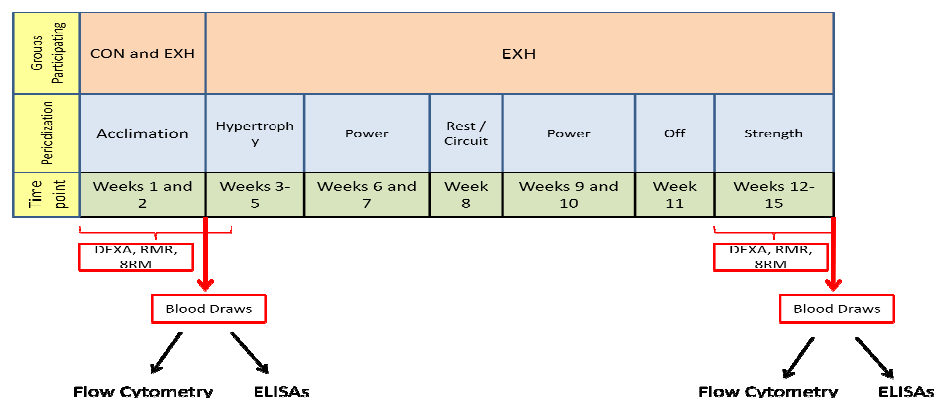 Groups
Participating
CON and EXH
EXH
Periodization
Acclimation
Hypertroph
y
Power
Rest /
Circuit
Power
Off
Strength
Time
point
Weeks 1 and
2
Weeks 3-
5
Weeks 6 and
7
Week
8
Weeks 9 and
10
Week
11
Weeks 12-
15
DEXA, RMR,
8RM
DEXA, RMR,
8RM
Blood Draws
Blood Draws
Flow Cytometry
ELISAs
Flow Cytometry
ELISAs